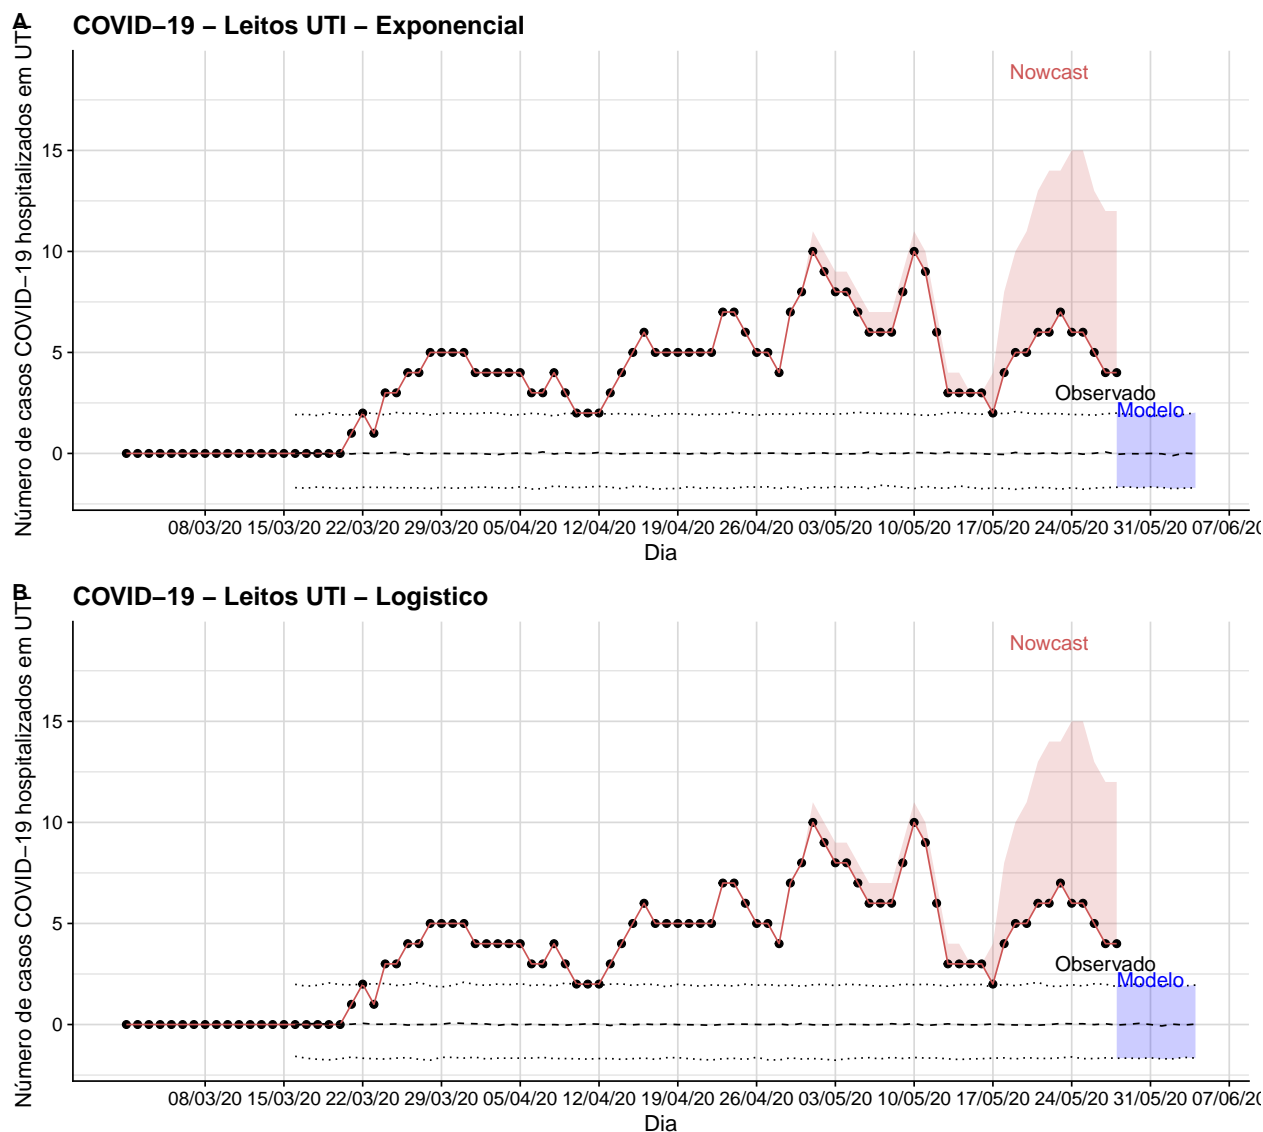 A
COVID–19 – Leitos UTI – Exponencial
Número de casos COVID–19 hospitalizados em UTI
15
10
5
0
Nowcast
Observado
Modelo
08/03/20 15/03/20 22/03/20 29/03/20 05/04/20 12/04/20 19/04/20 26/04/20 03/05/20 10/05/20 17/05/20 24/05/20 31/05/20 07/06/20
Dia
B
COVID–19 – Leitos UTI – Logistico
Número de casos COVID–19 hospitalizados em UTI
15
10
5
0
Nowcast
Observado
Modelo
08/03/20 15/03/20 22/03/20 29/03/20 05/04/20 12/04/20 19/04/20 26/04/20 03/05/20 10/05/20 17/05/20 24/05/20 31/05/20 07/06/20
Dia